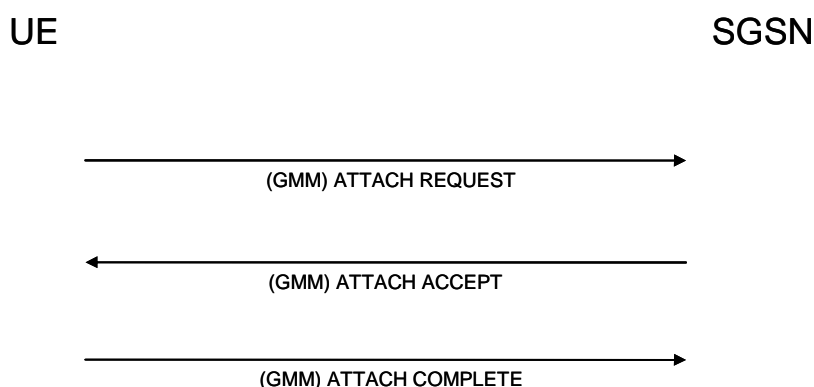 UE SGSN
(GMM) ATTACH REQUEST
(GMM) ATTACH ACCEPT
(GMM) ATTACH COMPLETE